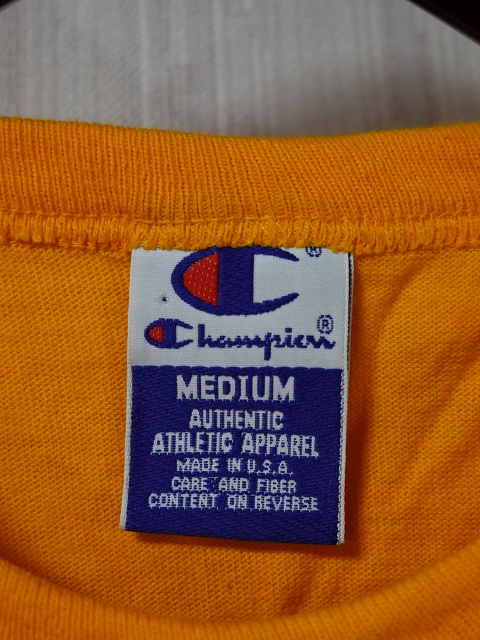 ®
Champion®
MEDIUM
AUTHENTIC
ATHLETIC APPAREL
MADE IN U.S.A.
CARE AND FIBER
CONTENT ON REVERSE